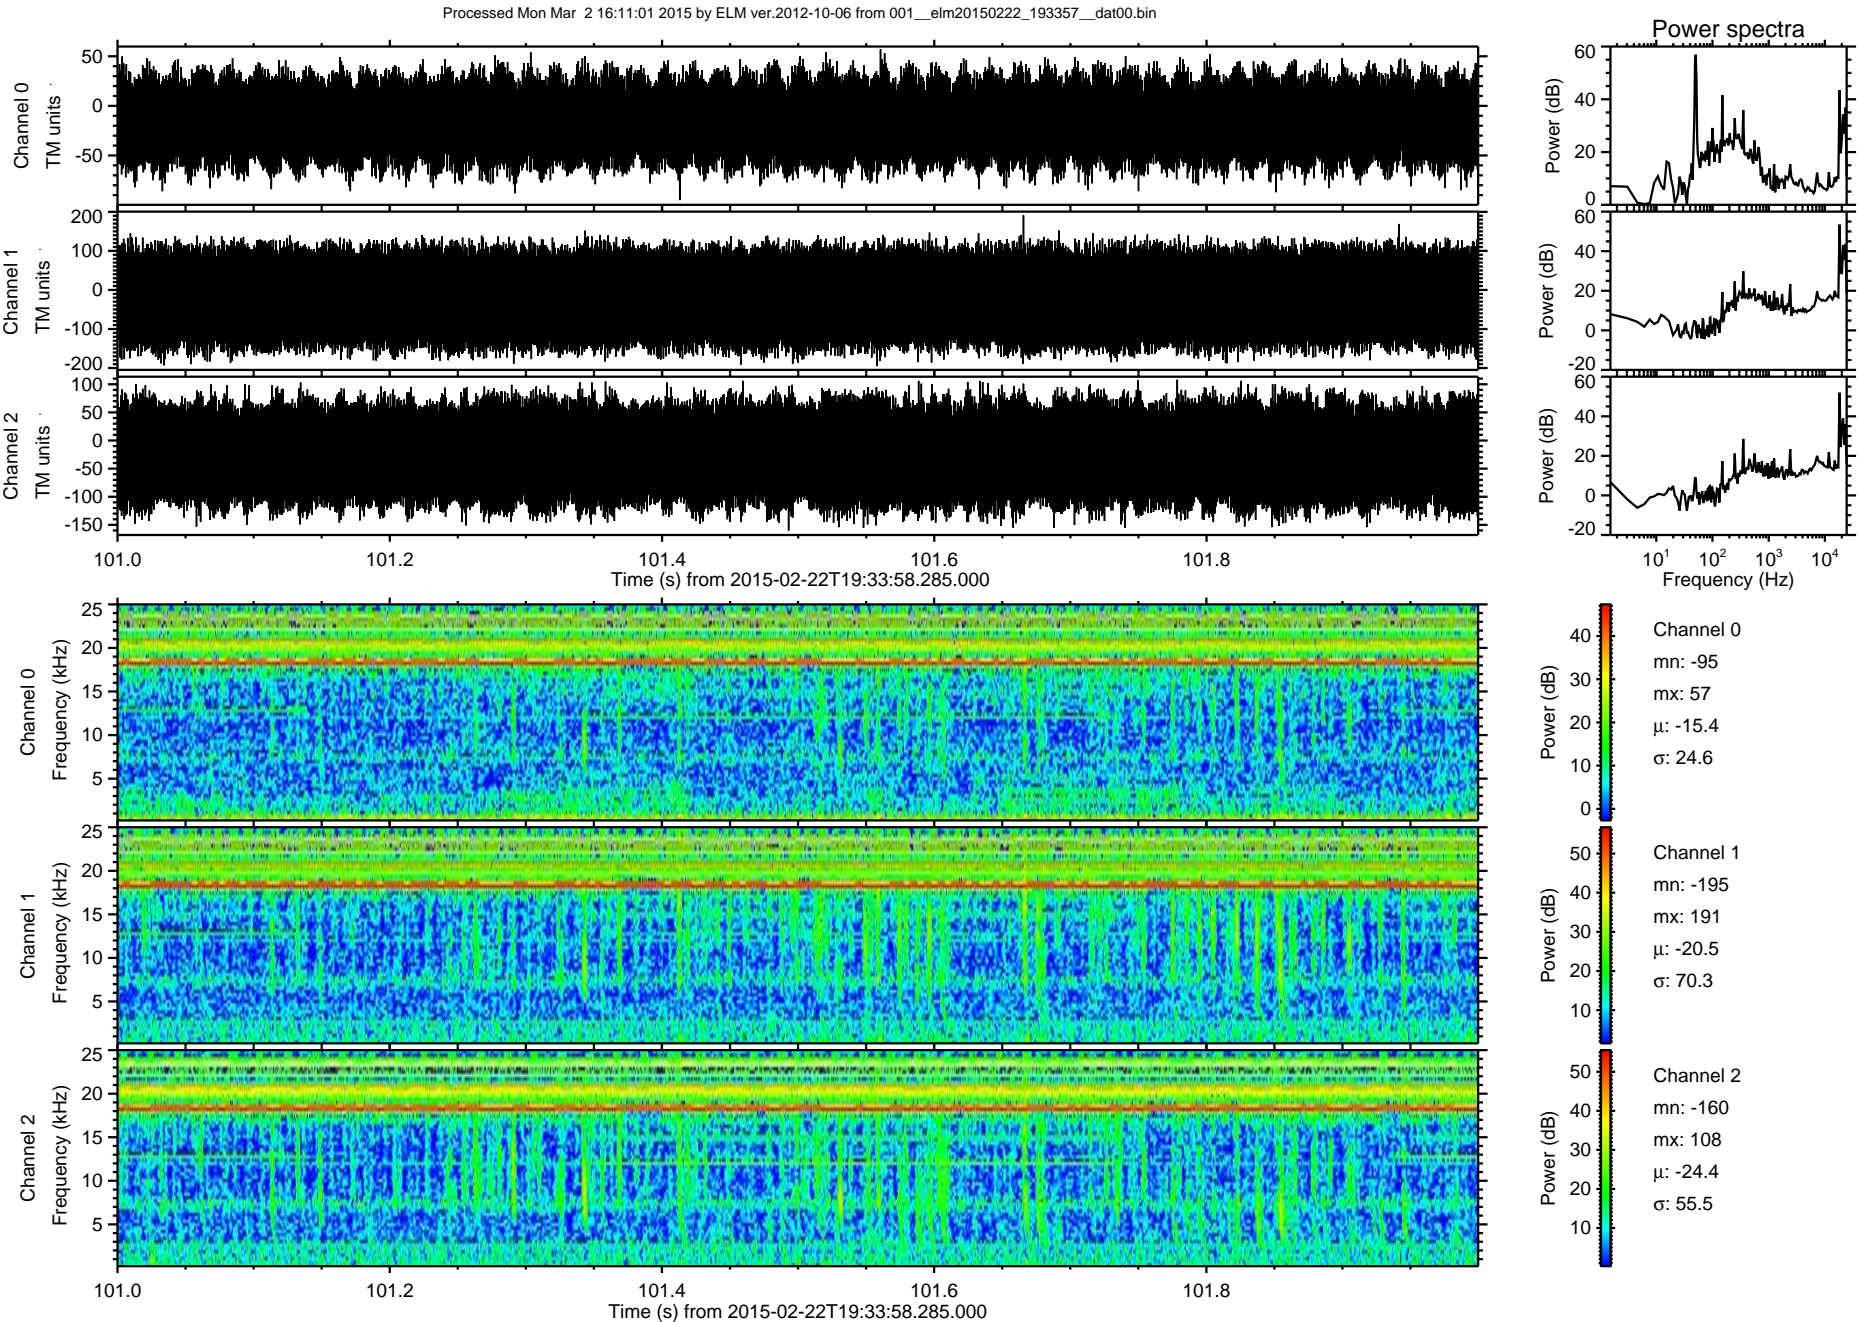 Processed Mon Mar 2 16:11:01 2015 by ELM ver.2012-10-06 from 001__elm20150222_193357__dat00.bin
Power spectra
Channel 0
TM units
50
0
-50
Power (dB)
60
40
20
0
Channel 1
TM units
200
100
0
-100
-200
Power (dB)
60
40
20
0
-20
Channel 2
TM units
100
50
0
-50
-100
-150
Power (dB)
60
40
20
0
-20
101.0 101.2 101.4 101.6 101.8
Time (s) from 2015-02-22T19:33:58.285.000
10¹ 10² 10³ 10⁴
Frequency (Hz)
Channel 0
Frequency (kHz)
25
20
15
10
5
Power (dB)
40
30
20
10
0
Channel 0
mn: -95
mx: 57
μ: -15.4
σ: 24.6
Channel 1
Frequency (kHz)
25
20
15
10
5
Power (dB)
50
40
30
20
10
Channel 1
mn: -195
mx: 191
μ: -20.5
σ: 70.3
Channel 2
Frequency (kHz)
25
20
15
10
5
Power (dB)
50
40
30
20
10
Channel 2
mn: -160
mx: 108
μ: -24.4
σ: 55.5
101.0 101.2 101.4 101.6 101.8
Time (s) from 2015-02-22T19:33:58.285.000